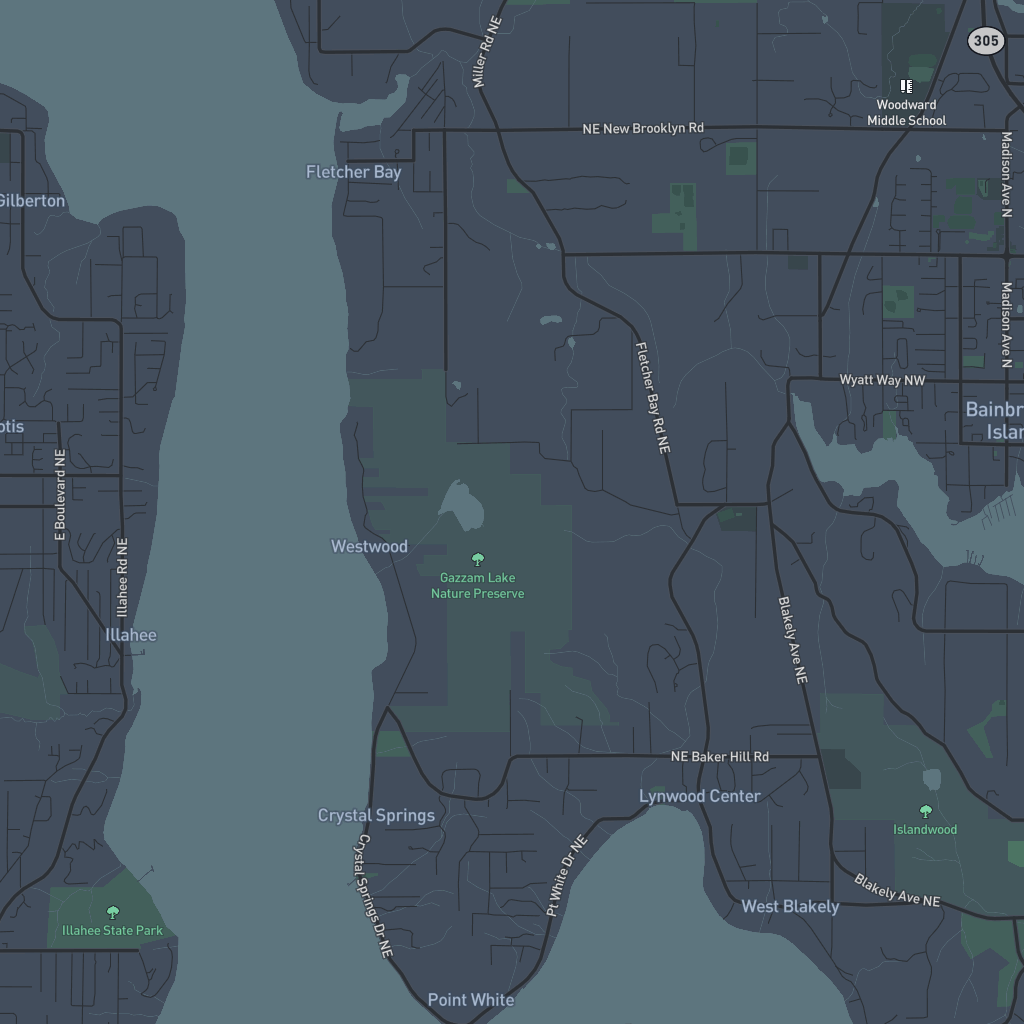 Miller Rd NE
305
Woodward
Middle School
NE New Brooklyn Rd
Madison Ave N
Fletcher Bay
Gilberton
Madison Ave N
Fletcher Bay Rd NE
Wyatt Way NW
Bainbr
Islan
otis
E Boulevard NE
Illahee Rd NE
Westwood
Gazzam Lake
Nature Preserve
Blakely Ave NE
Illahee
NE Baker Hill Rd
Lynwood Center
Crystal Springs
Islandwood
Crystal Springs Dr NE
Pt White Dr NE
Blakely Ave NE
West Blakely
Illahee State Park
Point White